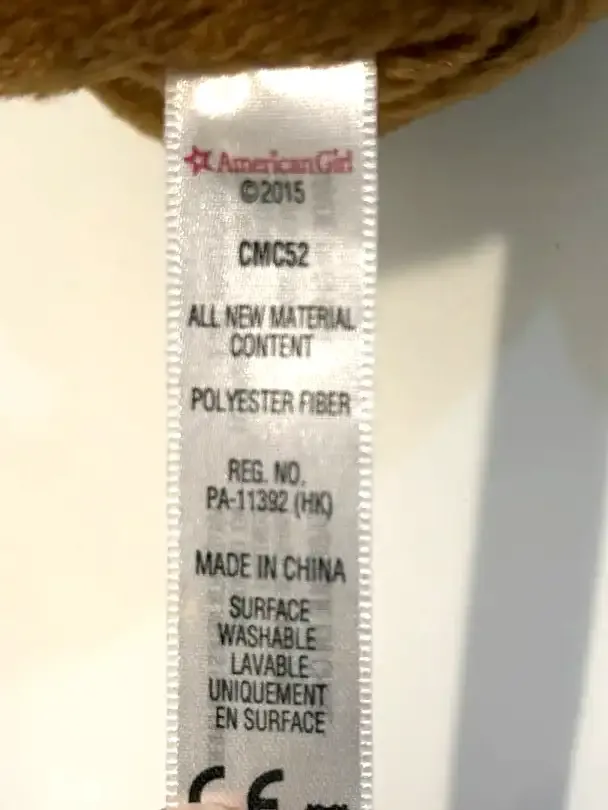 American Girl
©2015
CMC52
ALL NEW MATERIAL
CONTENT
POLYESTER FIBER
REG. NO.
PA-11392 (HK)
MADE IN CHINA
SURFACE
WASHABLE
LAVABLE
UNIQUEMENT
EN SURFACE
CE